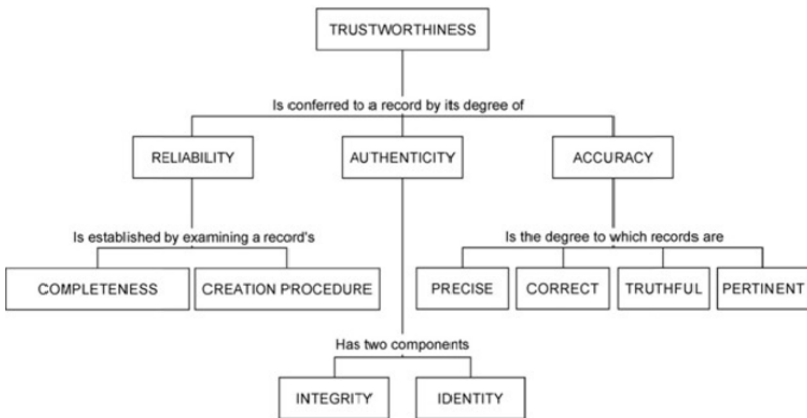 TRUSTWORTHINESS
Is conferred to a record by its degree of
RELIABILITY
AUTHENTICITY
ACCURACY
Is established by examining a record's
Is the degree to which records are
COMPLETENESS
CREATION PROCEDURE
PRECISE
CORRECT
TRUTHFUL
PERTINENT
Has two components
INTEGRITY
IDENTITY